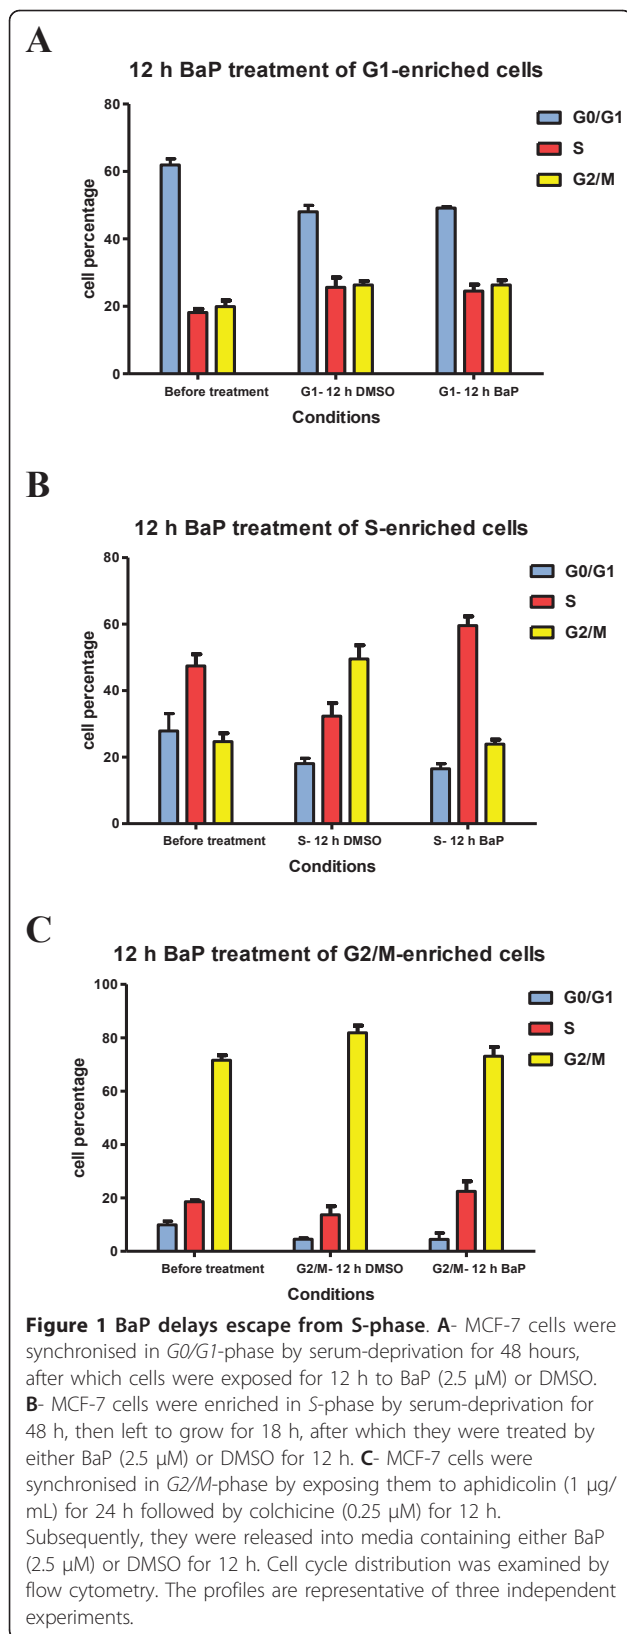 A
12 h BaP treatment of G1-enriched cells
80
60
40
20
0
cell percentage
G0/G1
S
G2/M
Before treatment G1- 12 h DMSO G1- 12 h BaP
Conditions
B
12 h BaP treatment of S-enriched cells
80
60
40
20
0
cell percentage
G0/G1
S
G2/M
Before treatment S- 12 h DMSO S- 12 h BaP
Conditions
C
12 h BaP treatment of G2/M-enriched cells
100
80
60
40
20
0
cell percentage
G0/G1
S
G2/M
Before treatment G2/M- 12 h DMSO G2/M- 12 h BaP
Conditions
Figure 1 BaP delays escape from S-phase. A- MCF-7 cells were
synchronised in G0/G1-phase by serum-deprivation for 48 hours,
after which cells were exposed for 12 h to BaP (2.5 μM) or DMSO.
B- MCF-7 cells were enriched in S-phase by serum-deprivation for
48 h, then left to grow for 18 h, after which they were treated by
either BaP (2.5 μM) or DMSO for 12 h. C- MCF-7 cells were
synchronised in G2/M-phase by exposing them to aphidicolin (1 μg/
mL) for 24 h followed by colchicine (0.25 μM) for 12 h.
Subsequently, they were released into media containing either BaP
(2.5 μM) or DMSO for 12 h. Cell cycle distribution was examined by
flow cytometry. The profiles are representative of three independent
experiments.